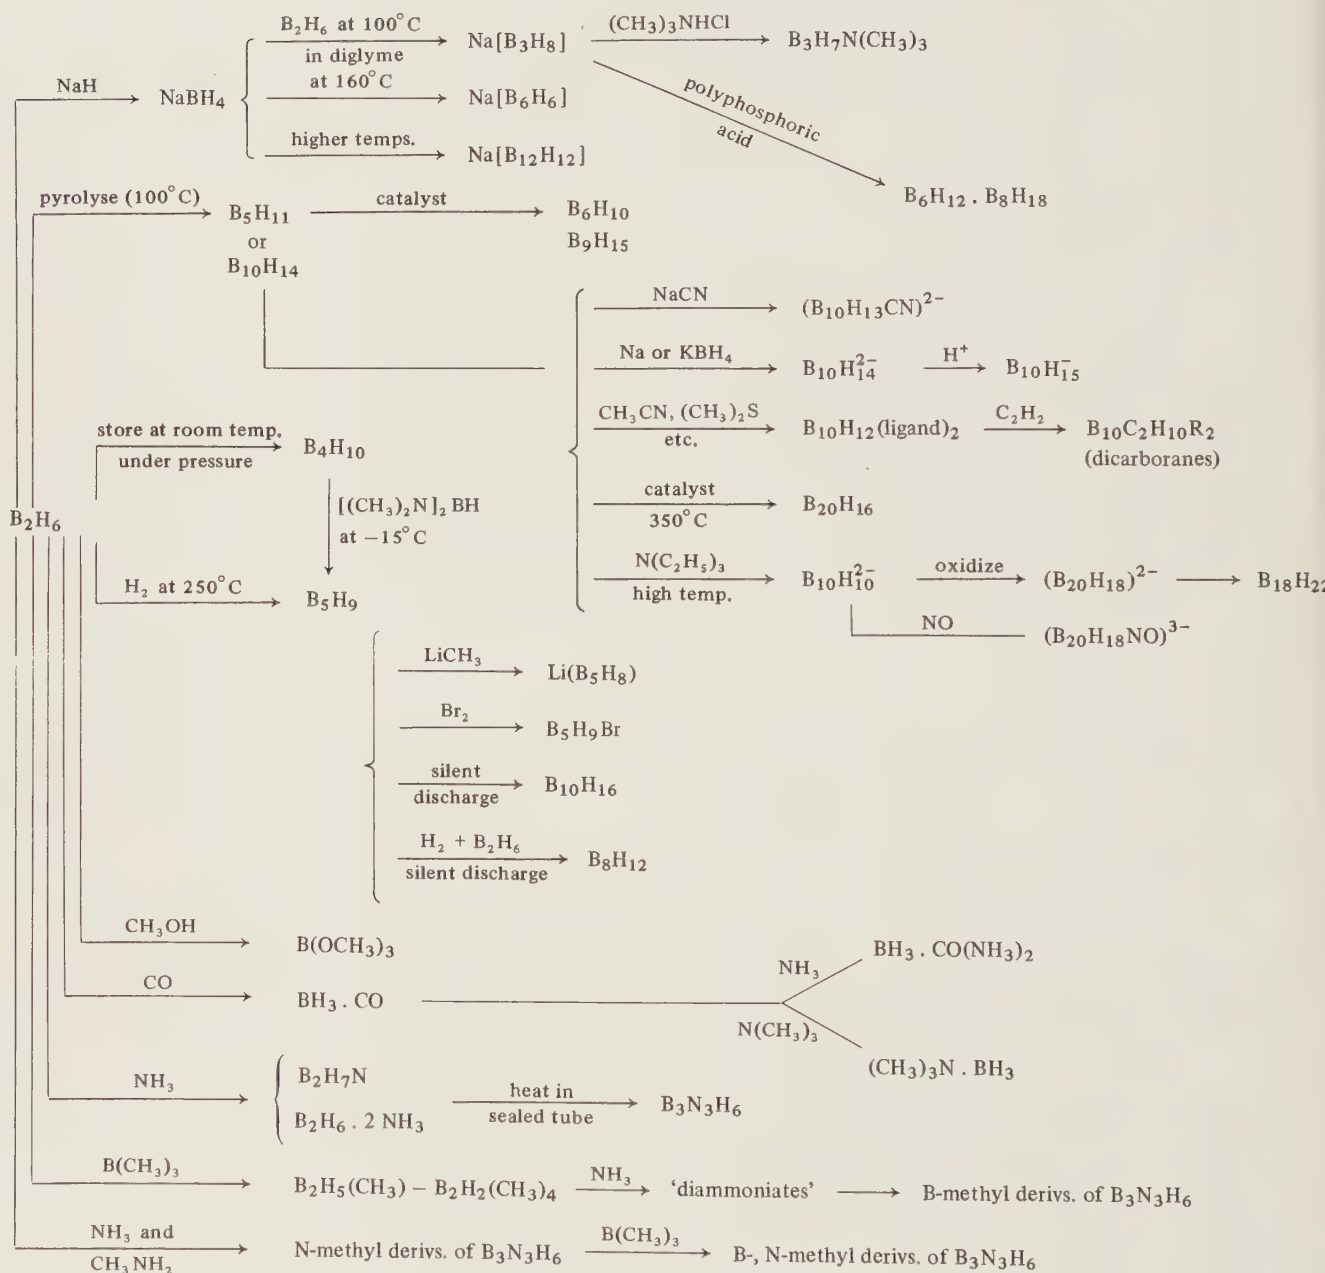 B₂H₆ at 100°C
(CH₃)₃NHCl
NaH
NaBH₄
Na[B₃H₈]
B₃H₇N(CH₃)₃
in diglyme
at 160°C
Na[B₆H₆]
polyphosphoric
acid
higher temps.
Na[B₁₂H₁₂]
B₆H₁₂ . B₈H₁₈
pyrolyse (100°C)
B₅H₁₁
catalyst
B₆H₁₀
or
B₉H₁₅
B₁₀H₁₄
NaCN
(B₁₀H₁₃CN)²⁻
Na or KBH₄
B₁₀H₁₄²⁻
H⁺
B₁₀H₁₅⁻
CH₃CN, (CH₃)₂S
etc.
B₁₀H₁₂(ligand)₂
C₂H₂
B₁₀C₂H₁₀R₂
(dicarboranes)
store at room temp.
under pressure
B₄H₁₀
catalyst
350°C
B₂₀H₁₆
[(CH₃)₂N]₂ BH
at −15°C
B₂H₆
N(C₂H₅)₃
high temp.
B₁₀H₁₀²⁻
oxidize
(B₂₀H₁₈)²⁻
B₁₈H₂₂
H₂ at 250°C
B₅H₉
NO
(B₂₀H₁₈NO)³⁻
LiCH₃
Li(B₅H₈)
Br₂
B₅H₉Br
silent
discharge
B₁₀H₁₆
H₂ + B₂H₆
silent discharge
B₈H₁₂
CH₃OH
B(OCH₃)₃
CO
BH₃ . CO
NH₃
BH₃ . CO(NH₃)₂
N(CH₃)₃
(CH₃)₃N . BH₃
NH₃
B₂H₇N
B₂H₆ . 2 NH₃
heat in
sealed tube
B₃N₃H₆
B(CH₃)₃
B₂H₅(CH₃) – B₂H₂(CH₃)₄
NH₃
‘diammoniates’
B-methyl derivs. of B₃N₃H₆
NH₃ and
CH₃NH₂
N-methyl derivs. of B₃N₃H₆
B(CH₃)₃
B-, N-methyl derivs. of B₃N₃H₆